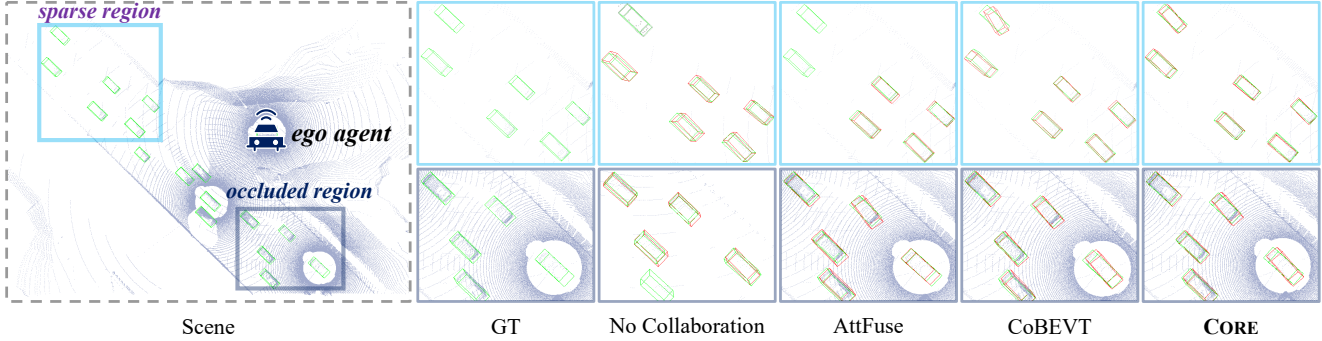 sparse region
ego agent
occluded region
Scene
GT
No Collaboration
AttFuse
CoBEVT
CORE